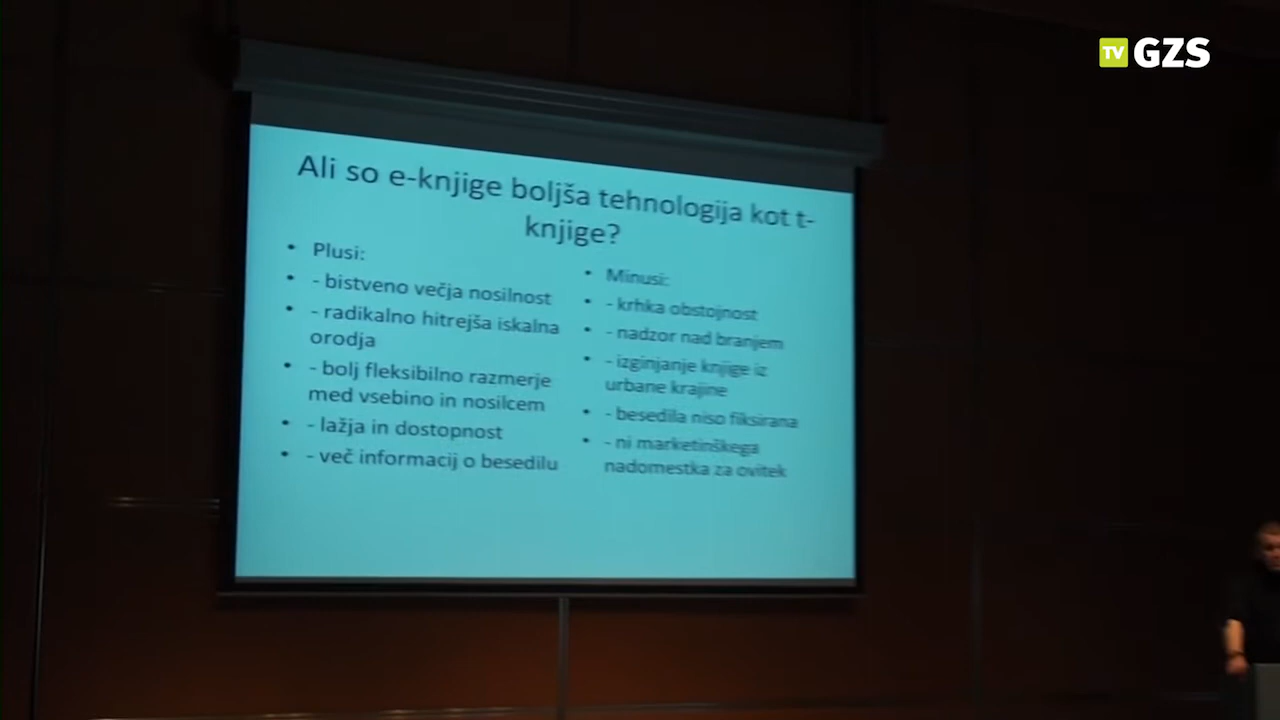 TV GZS
Ali so e-knjige boljša tehnologija kot t-
knjige?
• Plusi:
• - bistveno večja nosilnost
• - radikalno hitrejša iskalna
orodja
• - bolj fleksibilno razmerje
med vsebino in nosilcem
• - lažja in dostopnost
• - več informacij o besedilu
• Minusi:
• - krhka obstojnost
• - nadzor nad branjem
• - izginjanje knjige iz
urbane krajine
• - besedila niso fiksirana
• - ni marketinškega
nadomestka za ovitek